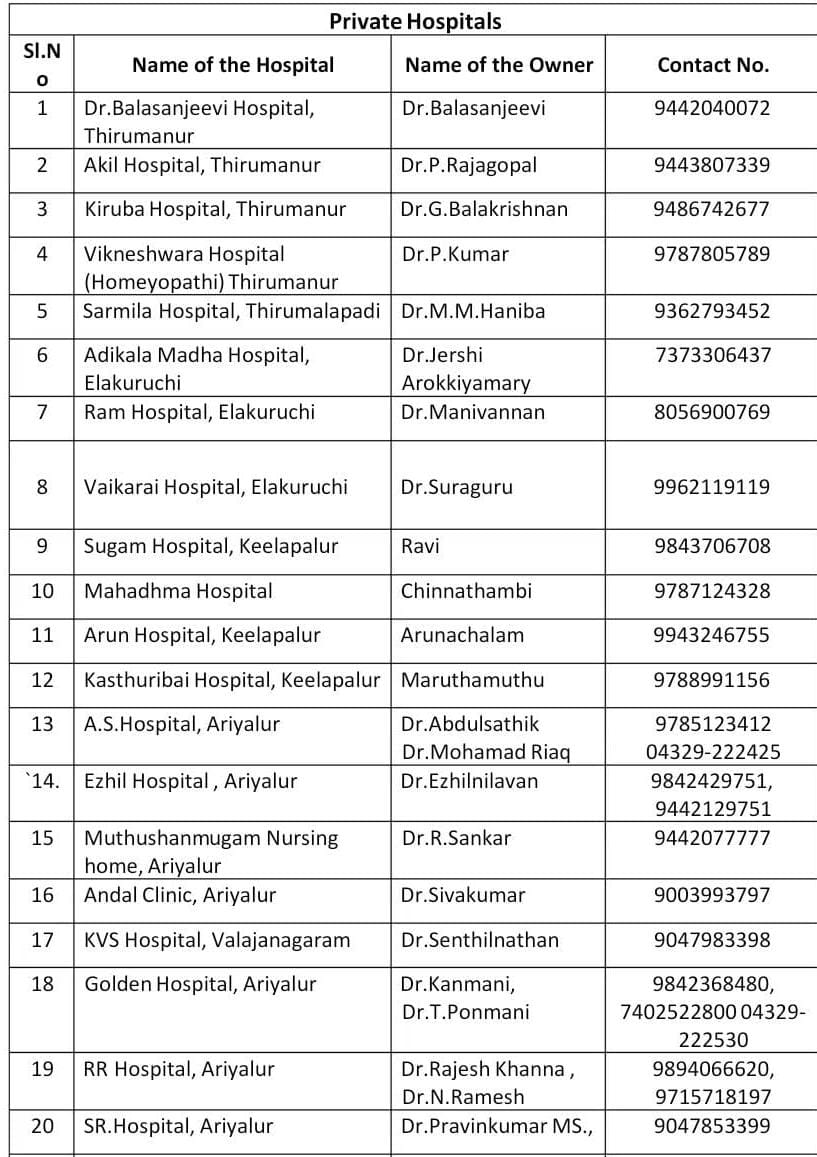 Private Hospitals
Sl.N
o
Name of the Hospital
Name of the Owner
Contact No.
1
Dr.Balasanjeevi Hospital,
Thirumanur
Dr.Balasanjeevi
9442040072
2
Akil Hospital, Thirumanur
Dr.P.Rajagopal
9443807339
3
Kiruba Hospital, Thirumanur
Dr.G.Balakrishnan
9486742677
4
Vikneshwara Hospital
(Homeyopathi) Thirumanur
Dr.P.Kumar
9787805789
5
Sarmila Hospital, Thirumalapadi
Dr.M.M.Haniba
9362793452
6
Adikala Madha Hospital,
Elakuruchi
Dr.Jershi
Arokkiyamary
7373306437
7
Ram Hospital, Elakuruchi
Dr.Manivannan
8056900769
8
Vaikarai Hospital, Elakuruchi
Dr.Suraguru
9962119119
9
Sugam Hospital, Keelapalur
Ravi
9843706708
10
Mahadhma Hospital
Chinnathambi
9787124328
11
Arun Hospital, Keelapalur
Arunachalam
9943246755
12
Kasthuribai Hospital, Keelapalur
Maruthamuthu
9788991156
13
A.S.Hospital, Ariyalur
Dr.Abdulsathik
Dr.Mohamad Riaq
9785123412
04329-222425
`14.
Ezhil Hospital , Ariyalur
Dr.Ezhilnilavan
9842429751,
9442129751
15
Muthushanmugam Nursing
home, Ariyalur
Dr.R.Sankar
9442077777
16
Andal Clinic, Ariyalur
Dr.Sivakumar
9003993797
17
KVS Hospital, Valajanagaram
Dr.Senthilnathan
9047983398
18
Golden Hospital, Ariyalur
Dr.Kanmani,
Dr.T.Ponmani
9842368480,
7402522800 04329-
222530
19
RR Hospital, Ariyalur
Dr.Rajesh Khanna ,
Dr.N.Ramesh
9894066620,
9715718197
20
SR.Hospital, Ariyalur
Dr.Pravinkumar MS.,
9047853399